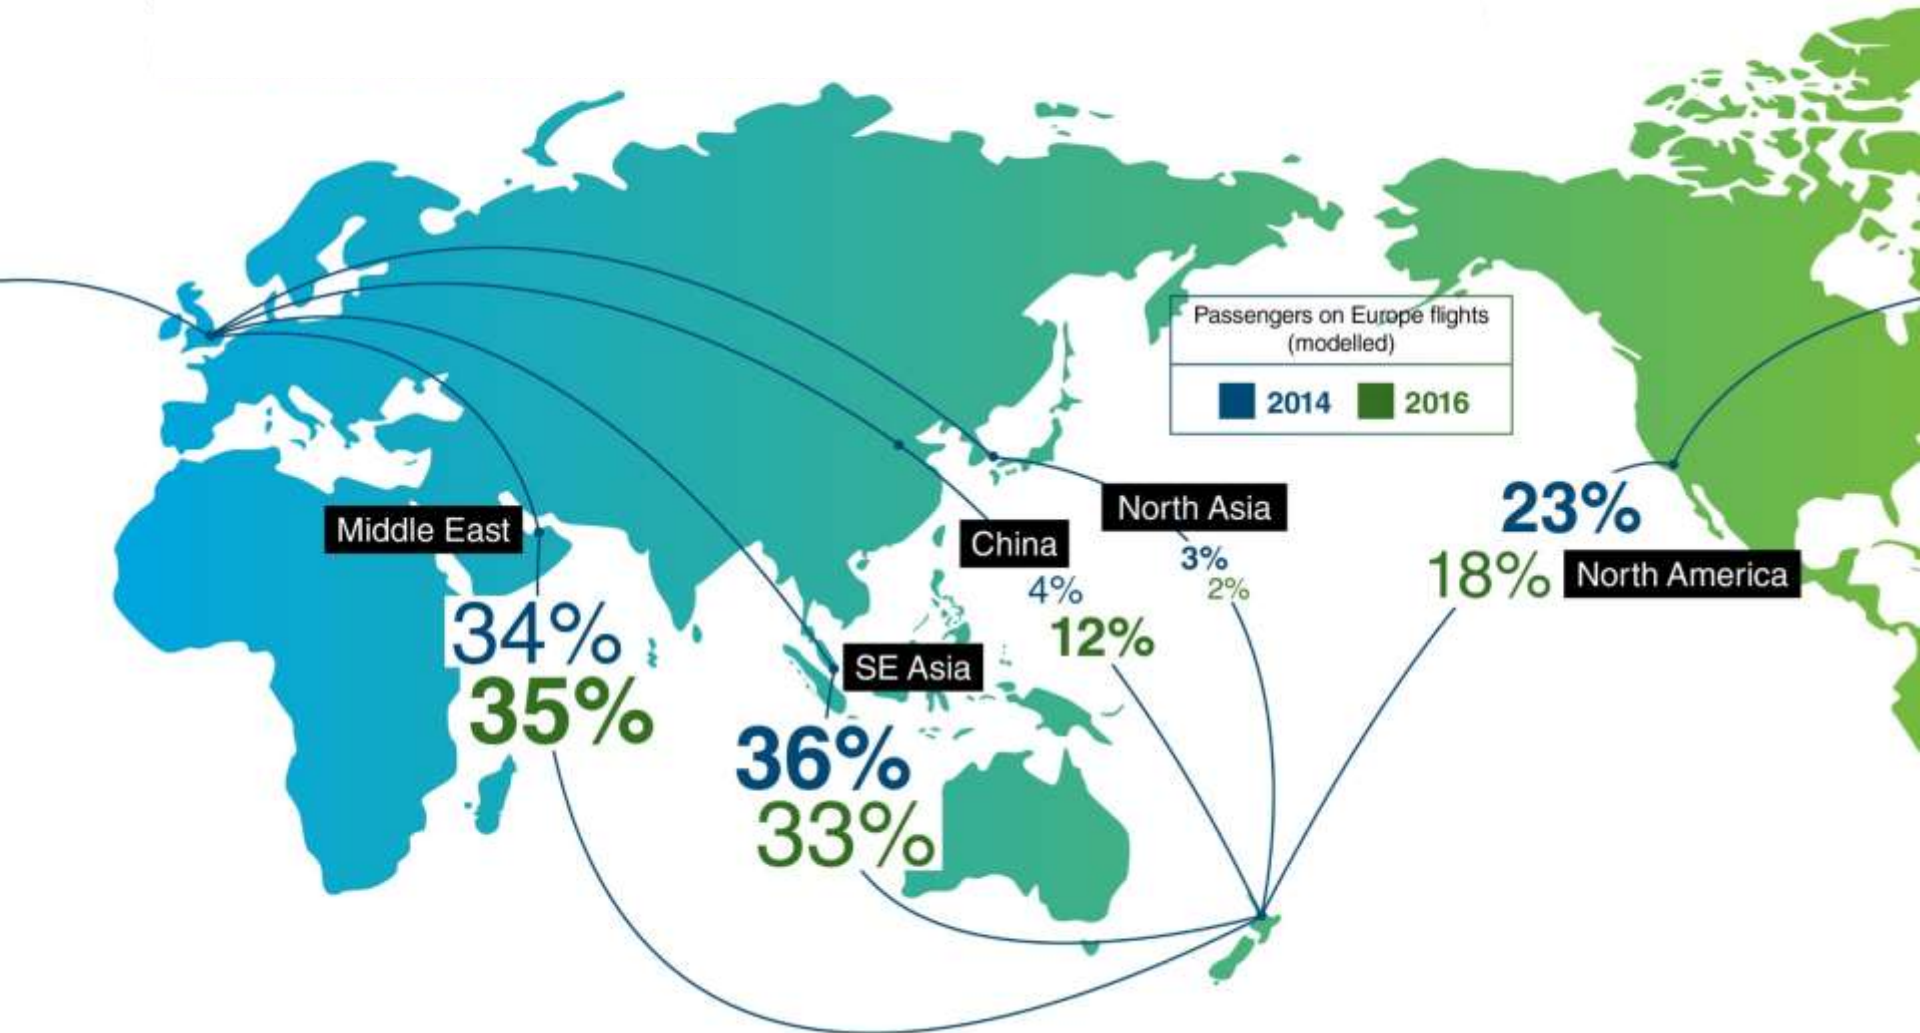 Passengers on Europe flights
(modelled)
2014 2016
Middle East
34%
35%
SE Asia
36%
33%
China
4%
12%
North Asia
3%
2%
23%
18% North America